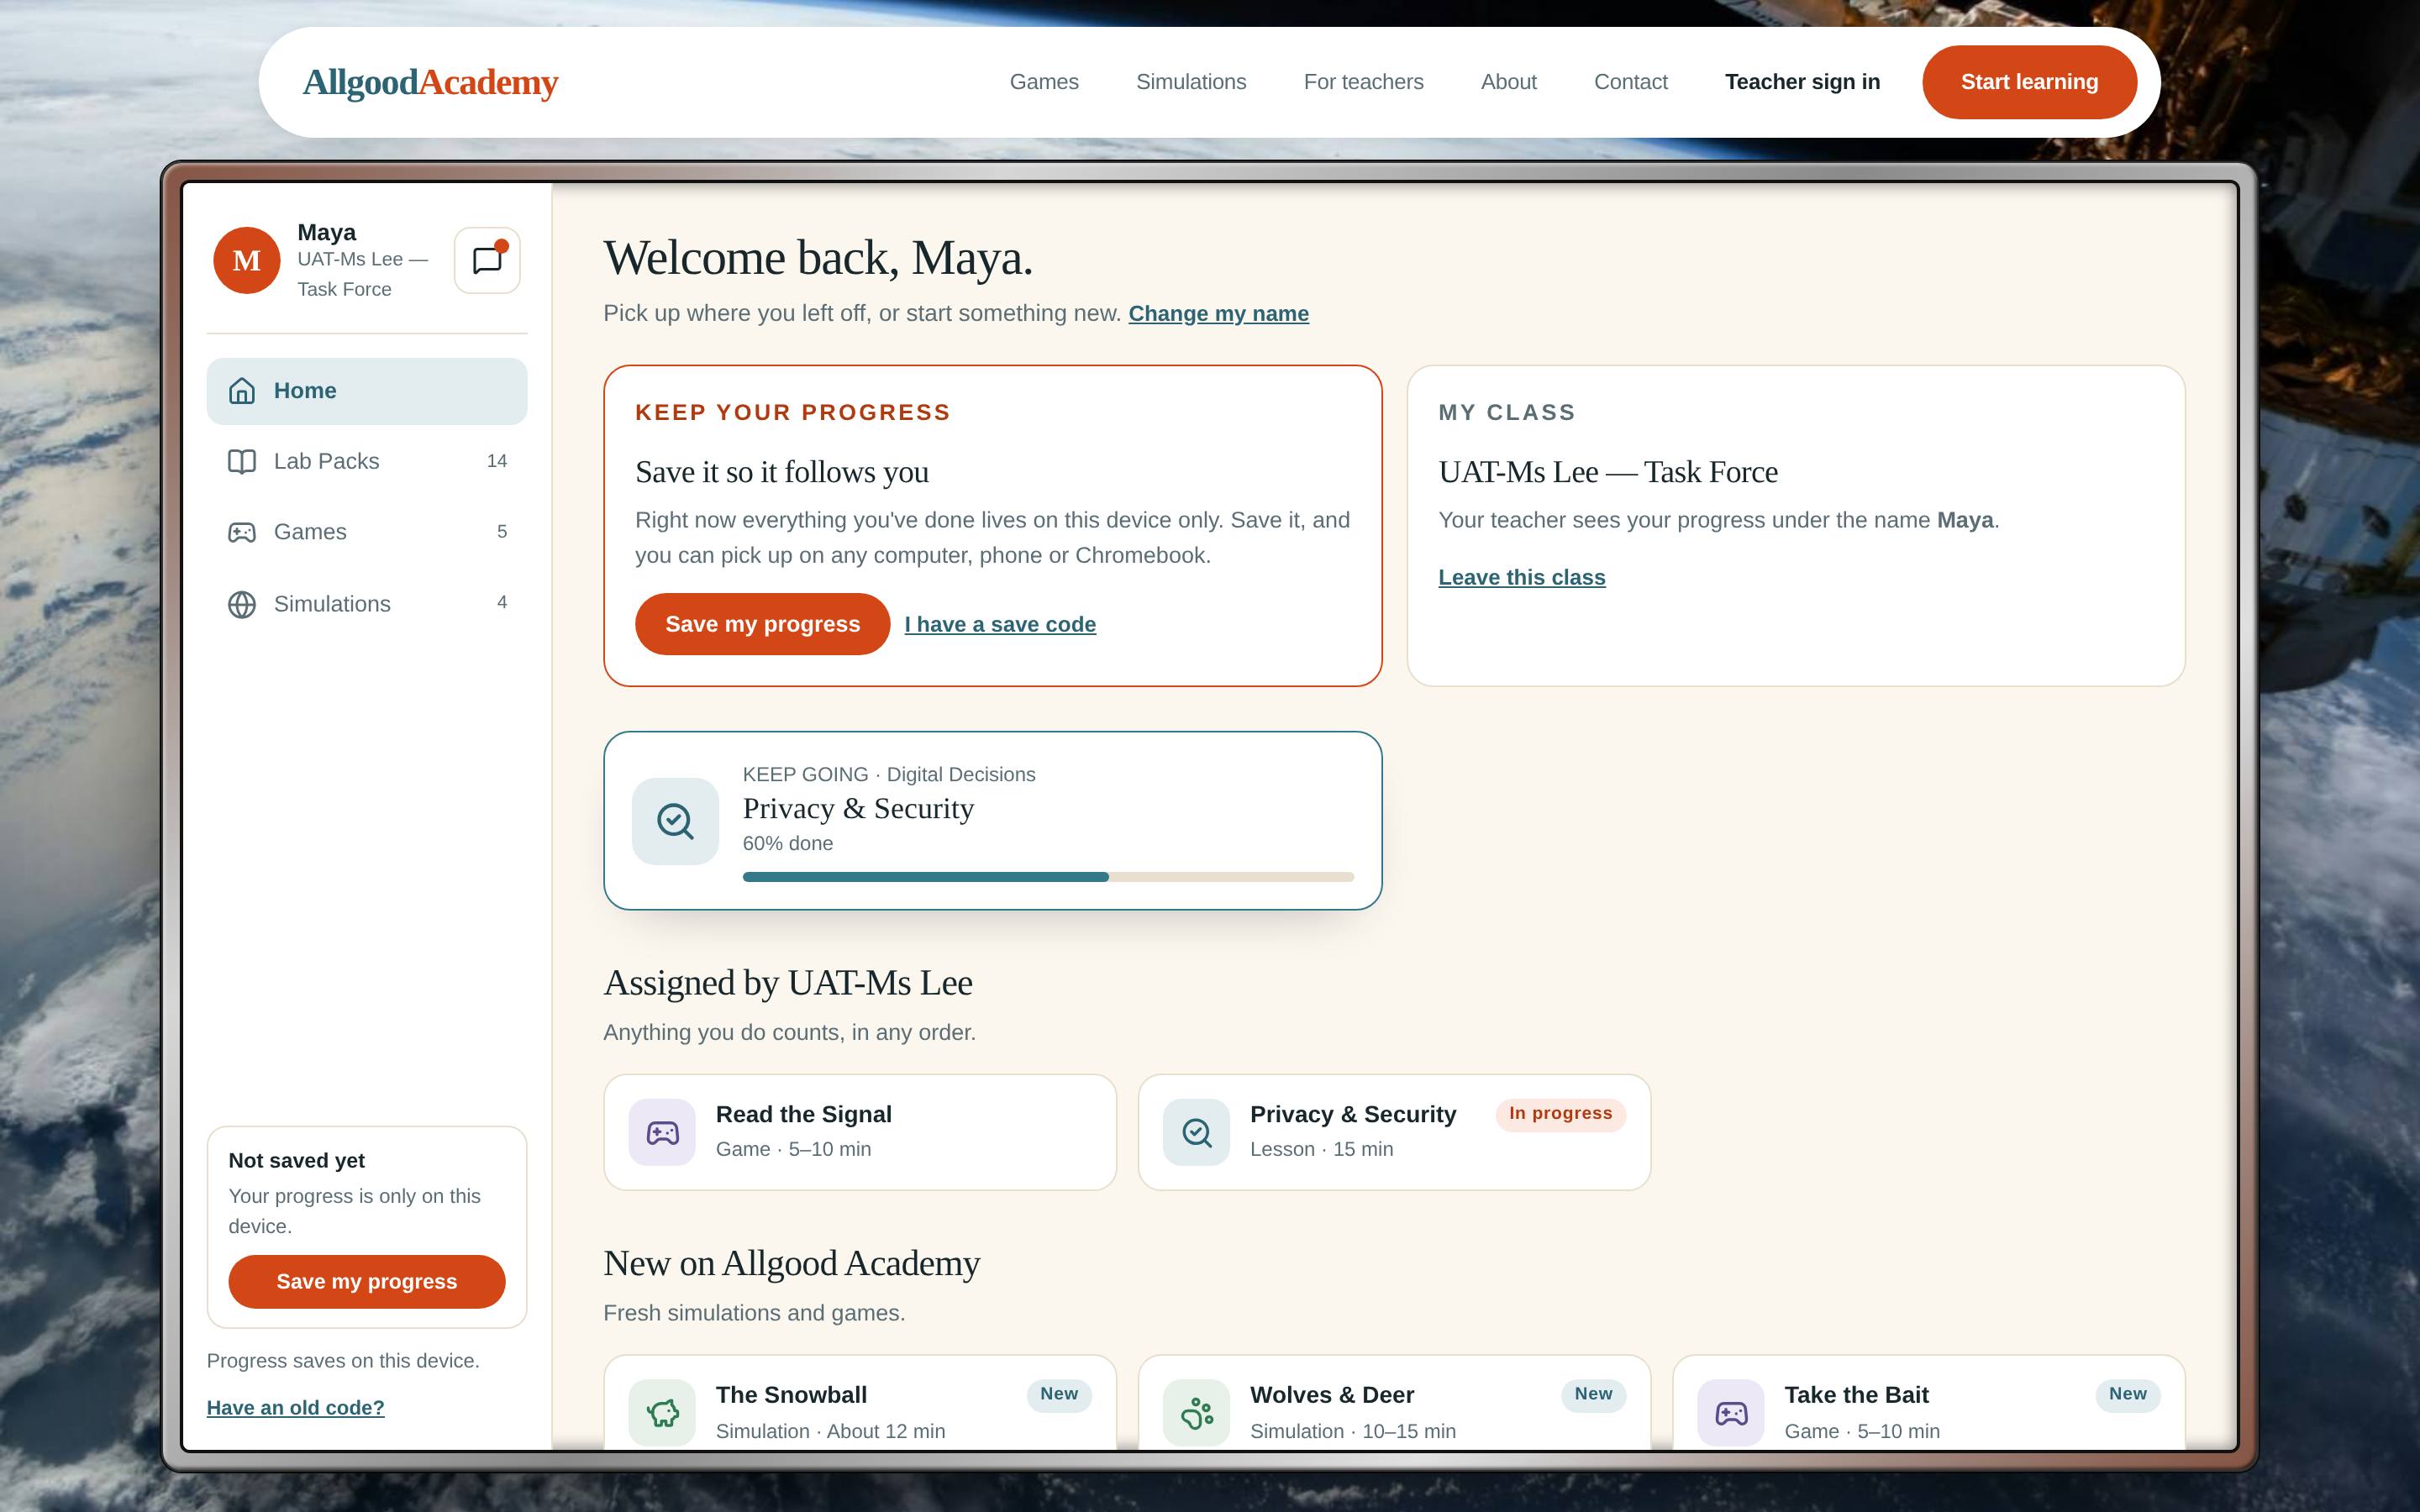 AllgoodAcademy
Games
Simulations
For teachers
About
Contact
Teacher sign in
Start learning
M
Maya
UAT-Ms Lee —
Task Force
Home
Lab Packs 14
Games 5
Simulations 4
Not saved yet
Your progress is only on this
device.
Save my progress
Progress saves on this device.
Have an old code?
Welcome back, Maya.
Pick up where you left off, or start something new. Change my name
KEEP YOUR PROGRESS
Save it so it follows you
Right now everything you've done lives on this device only. Save it, and
you can pick up on any computer, phone or Chromebook.
Save my progress
I have a save code
MY CLASS
UAT-Ms Lee — Task Force
Your teacher sees your progress under the name Maya.
Leave this class
KEEP GOING · Digital Decisions
Privacy & Security
60% done
Assigned by UAT-Ms Lee
Anything you do counts, in any order.
Read the Signal
Game · 5–10 min
Privacy & Security
In progress
Lesson · 15 min
New on Allgood Academy
Fresh simulations and games.
The Snowball
New
Simulation · About 12 min
Wolves & Deer
New
Simulation · 10–15 min
Take the Bait
New
Game · 5–10 min